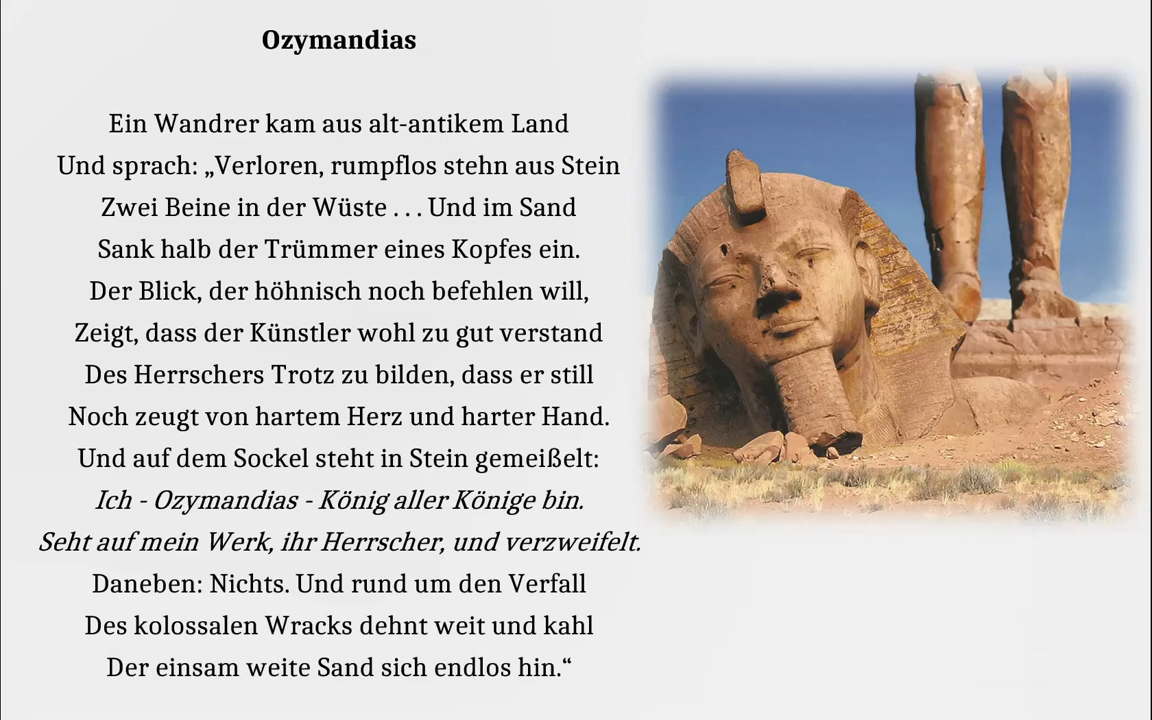 Ozymandias
Ein Wandrer kam aus alt-antikem Land
Und sprach: „Verloren, rumpflos stehn aus Stein
Zwei Beine in der Wüste . . . Und im Sand
Sank halb der Trümmer eines Kopfes ein.
Der Blick, der höhnisch noch befehlen will,
Zeigt, dass der Künstler wohl zu gut verstand
Des Herrschers Trotz zu bilden, dass er still
Noch zeugt von hartem Herz und harter Hand.
Und auf dem Sockel steht in Stein gemeißelt:
Ich - Ozymandias - König aller Könige bin.
Seht auf mein Werk, ihr Herrscher, und verzweifelt.
Daneben: Nichts. Und rund um den Verfall
Des kolossalen Wracks dehnt weit und kahl
Der einsam weite Sand sich endlos hin.“